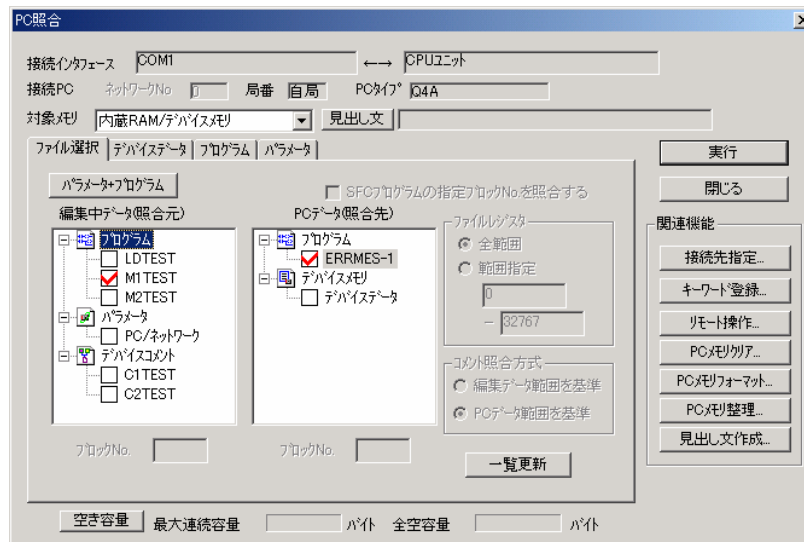 PC照合
接続インタフェース COM1 ←→ CPUユニット
接続PC ネットワークNo. 0 局番 自局 PCタイプ Q4A
対象メモリ 内蔵RAM/デバイスメモリ 見出し文
ファイル選択 デバイスデータ プログラム パラメータ
実行
パラメータ+プログラム
SFCプログラムの指定ブロックNo.を照合する
閉じる
編集中データ(照合元)
PCデータ(照合先)
プログラム
LDTEST
M1TEST
M2TEST
パラメータ
PC/ネットワーク
デバイスコメント
C1TEST
C2TEST
プログラム
ERRMES-1
デバイスメモリ
デバイスデータ
ファイルレジスタ
全範囲
範囲指定
0
- 32767
コメント照合方式
編集データ範囲を基準
PCデータ範囲を基準
ブロックNo.
ブロックNo.
一覧更新
関連機能
接続先指定...
キーワード登録...
リモート操作...
PCメモリクリア...
PCメモリフォーマット...
PCメモリ整理...
見出し文作成...
空き容量 最大連続容量 バイト 全空容量 バイト